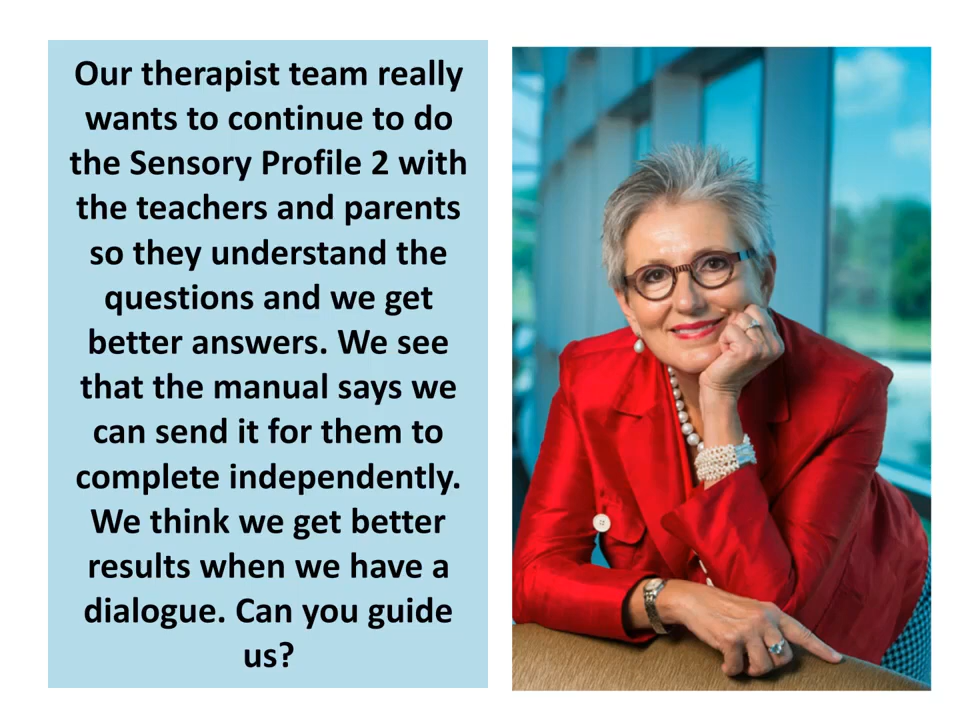 Our therapist team really
wants to continue to do
the Sensory Profile 2 with
the teachers and parents
so they understand the
questions and we get
better answers. We see
that the manual says we
can send it for them to
complete independently.
We think we get better
results when we have a
dialogue. Can you guide
us?